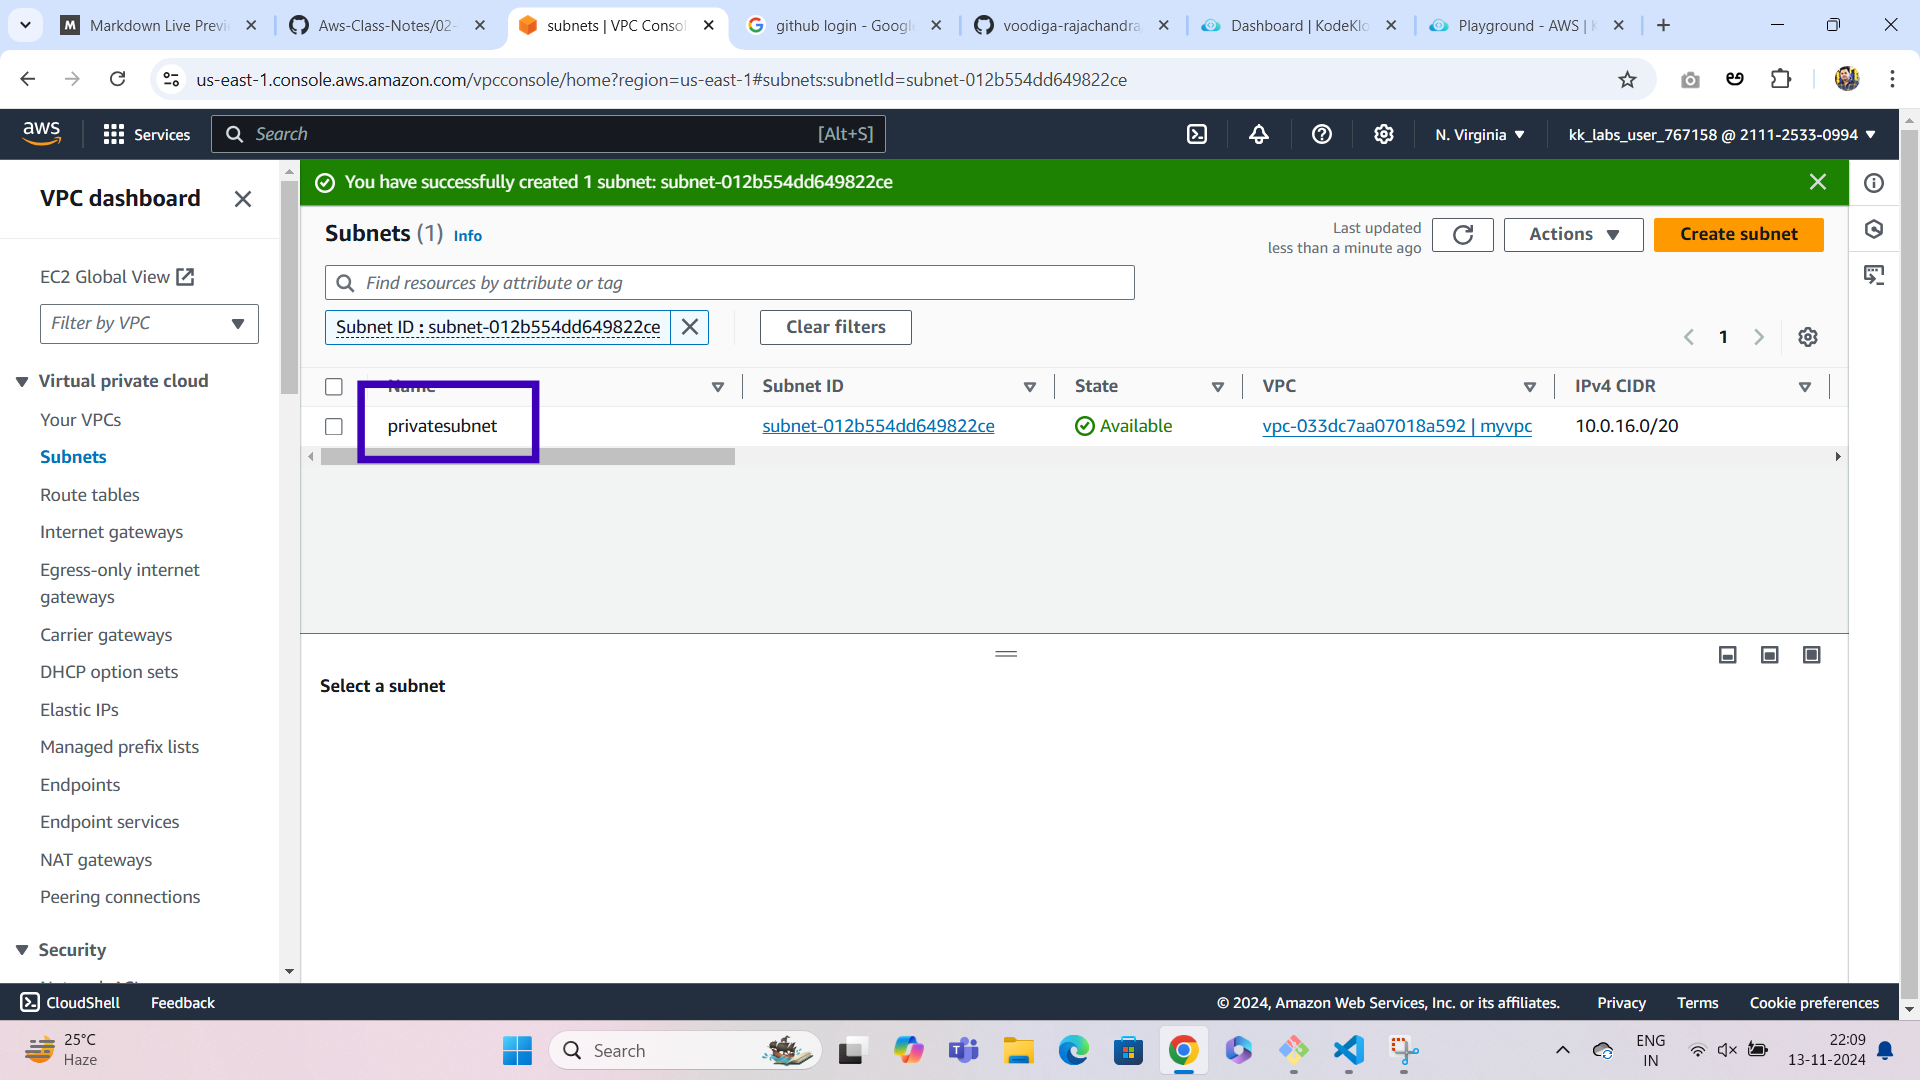 Markdown Live Previ
Aws-Class-Notes/02-
subnets | VPC Consol
github login - Google
voodiga-rajachandra
Dashboard | KodeKlo
Playground - AWS | K
us-east-1.console.aws.amazon.com/vpcconsole/home?region=us-east-1#subnets:subnetId=subnet-012b554dd649822ce
aws
Services
Search
[Alt+S]
N. Virginia
kk_labs_user_767158 @ 2111-2533-0994
VPC dashboard
EC2 Global View
Filter by VPC
Virtual private cloud
Your VPCs
Subnets
Route tables
Internet gateways
Egress-only internet
gateways
Carrier gateways
DHCP option sets
Elastic IPs
Managed prefix lists
Endpoints
Endpoint services
NAT gateways
Peering connections
Security
You have successfully created 1 subnet: subnet-012b554dd649822ce
Subnets (1) Info
Last updated
less than a minute ago
Actions
Create subnet
Find resources by attribute or tag
Subnet ID : subnet-012b554dd649822ce
Clear filters
1
Name
Subnet ID
State
VPC
IPv4 CIDR
privatesubnet
subnet-012b554dd649822ce
Available
vpc-033dc7aa07018a592 | myvpc
10.0.16.0/20
Select a subnet
CloudShell
Feedback
© 2024, Amazon Web Services, Inc. or its affiliates.
Privacy
Terms
Cookie preferences
25°C
Haze
Search
ENG
IN
22:09
13-11-2024